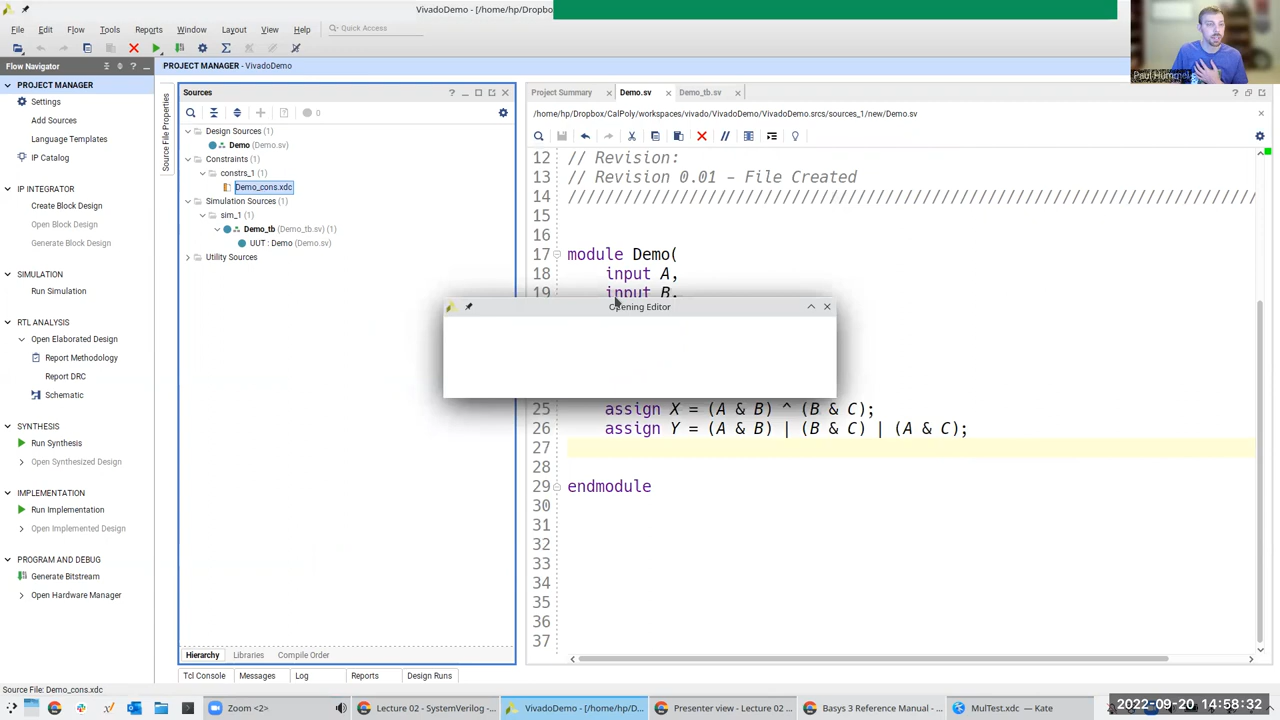 VivadoDemo - [/home/hp/Dropbo
File Edit Flow Tools Reports Window Layout View Help Quick Access
Flow Navigator
PROJECT MANAGER - VivadoDemo
PROJECT MANAGER
Settings
Add Sources
Language Templates
IP Catalog
IP INTEGRATOR
Create Block Design
Open Block Design
Generate Block Design
SIMULATION
Run Simulation
RTL ANALYSIS
Open Elaborated Design
Report Methodology
Report DRC
Schematic
SYNTHESIS
Run Synthesis
Open Synthesized Design
IMPLEMENTATION
Run Implementation
Open Implemented Design
PROGRAM AND DEBUG
Generate Bitstream
Open Hardware Manager
Source File Properties
Sources
0
Design Sources (1)
Demo (Demo.sv)
Constraints (1)
constrs_1 (1)
Demo_cons.xdc
Simulation Sources (1)
sim_1 (1)
Demo_tb (Demo_tb.sv) (1)
UUT : Demo (Demo.sv)
Utility Sources
Hierarchy Libraries Compile Order
Project Summary Demo.sv Demo_tb.sv
/home/hp/Dropbox/CalPoly/workspaces/vivado/VivadoDemo/VivadoDemo.srcs/sources_1/new/Demo.sv
12 // Revision:
13 // Revision 0.01 – File Created
14 ////////////////////////////////////////////////////////////////////////
15
16
17 module Demo(
18 input A,
19 input B,
Opening Editor
25 assign X = (A & B) ^ (B & C);
26 assign Y = (A & B) | (B & C) | (A & C);
27
28
29 endmodule
30
31
32
33
34
35
36
37
Tcl Console Messages Log Reports Design Runs
Source File: Demo_cons.xdc
Paul Hummel
Zoom <2>
Lecture 02 - SystemVerilog -...
VivadoDemo - [/home/hp/D...
Presenter view - Lecture 02 ...
Basys 3 Reference Manual - ...
MulTest.xdc — Kate
2022-09-20 14:58:32